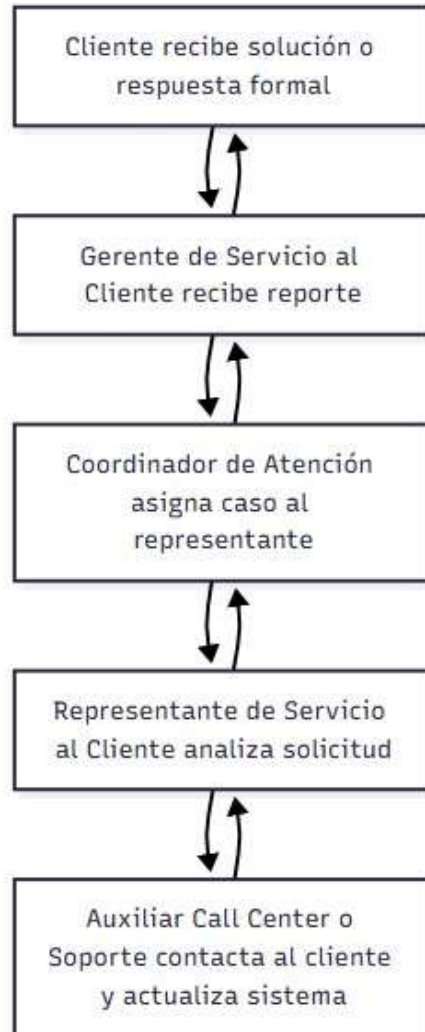 Cliente recibe solución o
respuesta formal
Gerente de Servicio al
Cliente recibe reporte
Coordinador de Atención
asigna caso al
representante
Representante de Servicio
al Cliente analiza solicitud
Auxiliar Call Center o
Soporte contacta al cliente
y actualiza sistema